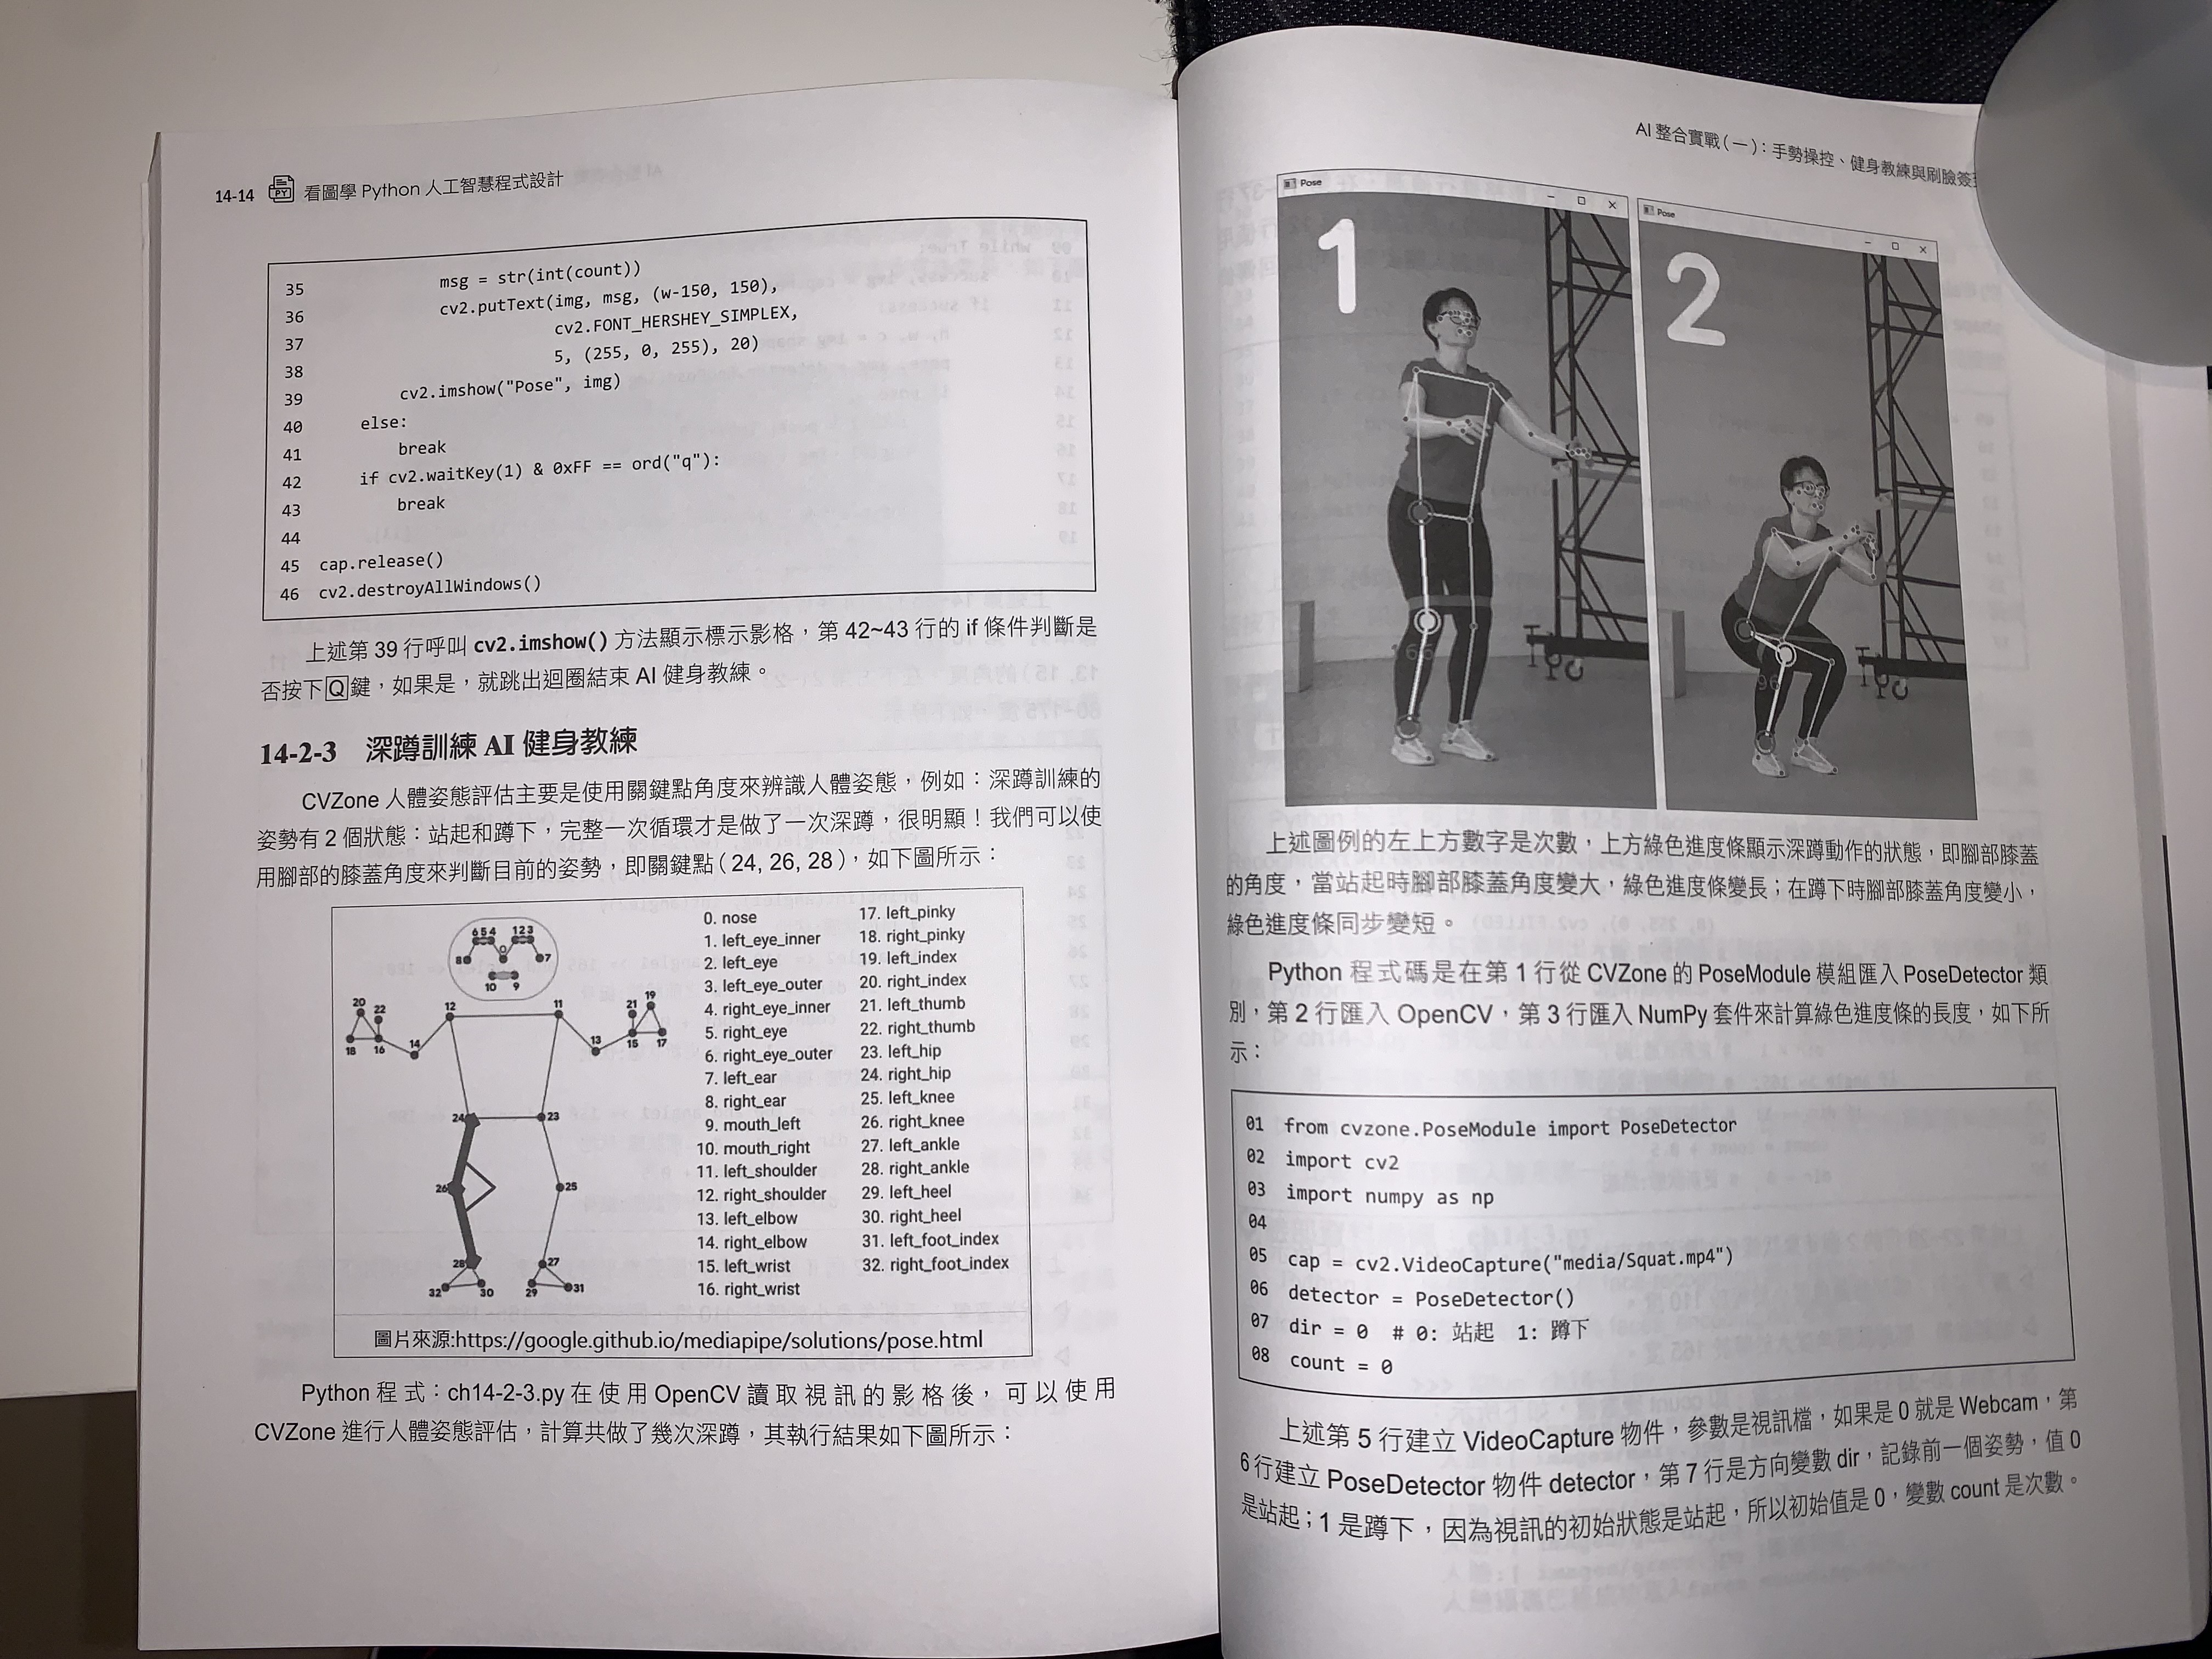 14-14 看圖學 Python 人工智慧程式設計
35 msg = str(int(count))
36 cv2.putText(img, msg, (w-150, 150),
37 cv2.FONT_HERSHEY_SIMPLEX,
38 5, (255, 0, 255), 20)
39 cv2.imshow("Pose", img)
40 else:
41 break
42 if cv2.waitKey(1) & 0xFF == ord("q"):
43 break
44
45 cap.release()
46 cv2.destroyAllWindows()
上述第 39 行呼叫 cv2.imshow() 方法顯示標示影格，第 42~43 行的 if 條件判斷是
否按下Q鍵，如果是，就跳出迴圈結束 AI 健身教練。
14-2-3 深蹲訓練 AI 健身教練
CVZone 人體姿態評估主要是使用關鍵點角度來辨識人體姿態，例如：深蹲訓練的
姿勢有 2 個狀態：站起和蹲下，完整一次循環才是做了一次深蹲，很明顯！我們可以使
用腳部的膝蓋角度來判斷目前的姿勢，即關鍵點（24, 26, 28），如下圖所示：
6 5 4 1 2 3
0
8 7
10 9
20 22 12 11 21 19
18 16 14 13 15 17
24 23
26 25
28 27
32 30 29 31
0. nose
1. left_eye_inner
2. left_eye
3. left_eye_outer
4. right_eye_inner
5. right_eye
6. right_eye_outer
7. left_ear
8. right_ear
9. mouth_left
10. mouth_right
11. left_shoulder
12. right_shoulder
13. left_elbow
14. right_elbow
15. left_wrist
16. right_wrist
17. left_pinky
18. right_pinky
19. left_index
20. right_index
21. left_thumb
22. right_thumb
23. left_hip
24. right_hip
25. left_knee
26. right_knee
27. left_ankle
28. right_ankle
29. left_heel
30. right_heel
31. left_foot_index
32. right_foot_index
圖片來源:https://google.github.io/mediapipe/solutions/pose.html
Python 程式：ch14-2-3.py 在使用 OpenCV 讀取視訊的影格後，可以使用
CVZone 進行人體姿態評估，計算共做了幾次深蹲，其執行結果如下圖所示：
AI 整合實戰（一）：手勢操控、健身教練與刷臉簽
Pose
1
166
Pose
2
96
上述圖例的左上方數字是次數，上方綠色進度條顯示深蹲動作的狀態，即腳部膝蓋
的角度，當站起時腳部膝蓋角度變大，綠色進度條變長；在蹲下時腳部膝蓋角度變小，
綠色進度條同步變短。
Python 程式碼是在第 1 行從 CVZone 的 PoseModule 模組匯入 PoseDetector 類
別，第 2 行匯入 OpenCV，第 3 行匯入 NumPy 套件來計算綠色進度條的長度，如下所
示：
01 from cvzone.PoseModule import PoseDetector
02 import cv2
03 import numpy as np
04
05 cap = cv2.VideoCapture("media/Squat.mp4")
06 detector = PoseDetector()
07 dir = 0 # 0: 站起 1: 蹲下
08 count = 0
上述第 5 行建立 VideoCapture 物件，參數是視訊檔，如果是 0 就是 Webcam，第
6 行建立 PoseDetector 物件 detector，第 7 行是方向變數 dir，記錄前一個姿勢，值 0
是站起；1 是蹲下，因為視訊的初始狀態是站起，所以初始值是 0，變數 count 是次數。